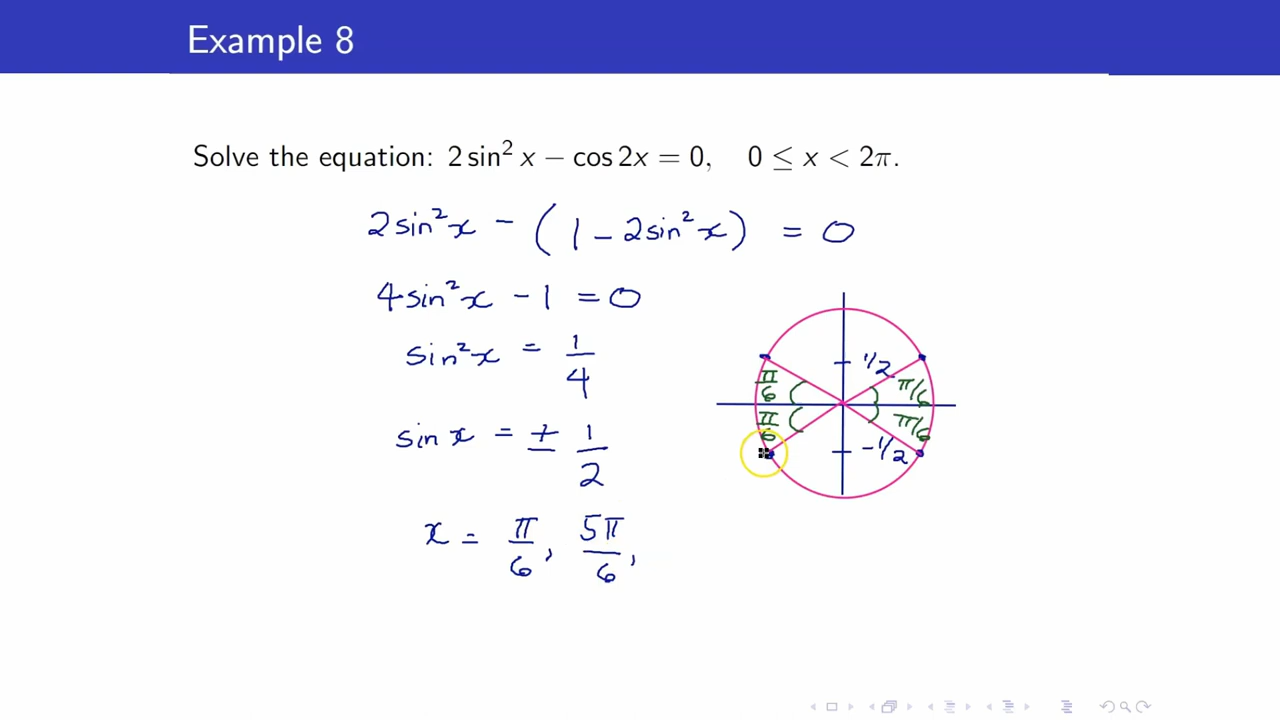 Example 8
Solve the equation: 2 sin² x − cos 2x = 0, 0 ≤ x < 2π.
2sin²x − (1 − 2sin²x) = 0
4sin²x − 1 = 0
sin²x = 1/4
sin x = ± 1/2
x = π/6, 5π/6,
1/2
π/6 π/6
π/6 π/6
-1/2